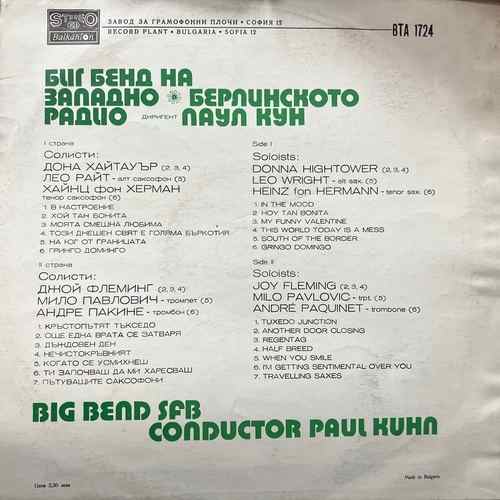 STEREO
Balkanton
ЗАВОД ЗА ГРАМОФОННИ ПЛОЧИ • СОФИЯ 12
RECORD PLANT • BULGARIA • SOFIA 12
ВТА 1724
БИГ БЕНД НА
ЗАПАДНО - БЕРЛИНСКОТО
РАДИО ДИРИГЕНТ ПАУЛ КУН
I страна
Солисти:
ДОНА ХАЙТАУЪР (2, 3, 4)
ЛЕО РАЙТ - алт саксофон (5)
ХАЙНЦ фон ХЕРМАН
тенор саксофон (6)
1. В НАСТРОЕНИЕ
2. ХОЙ ТАН БОНИТА
3. МОЯТА СМЕШНА ЛЮБИМА
4. ТОЗИ ДНЕШЕН СВЯТ Е ГОЛЯМА БЪРКОТИЯ
5. НА ЮГ ОТ ГРАНИЦАТА
6. ГРИНГО ДОМИНГО
Side I
Soloists:
DONNA HIGHTOWER (2, 3, 4)
LEO WRIGHT - alt sax. (5)
HEINZ fon HERMANN - tenor sax. (6)
1. IN THE MOOD
2. HOY TAN BONITA
3. MY FUNNY VALENTINE
4. THIS WORLD TODAY IS A MESS
5. SOUTH OF THE BORDER
6. GRINGO DOMINGO
II страна
Солисти:
ДЖОЙ ФЛЕМИНГ (2, 3, 4)
МИЛО ПАВЛОВИЧ - тромпет (5)
АНДРЕ ПАКИНЕ - тромбон (6)
1. КРЪСТОПЪТЯТ ТЪКСЕДО
2. ОЩЕ ЕДНА ВРАТА СЕ ЗАТВАРЯ
3. ДЪЖДОВЕН ДЕН
4. НЕЧИСТОКРЪВНИЯТ
5. КОГАТО СЕ УСМИХНЕШ
6. ТИ ЗАПОЧВАШ ДА МИ ХАРЕСВАШ
7. ПЪТУВАЩИТЕ САКСОФОНИ
Side II
Soloists:
JOY FLEMING (2, 3, 4)
MILO PAVLOVIC - trpt. (5)
ANDRÉ PAQUINET - trombone (6)
1. TUXEDO JUNCTION
2. ANOTHER DOOR CLOSING
3. REGENTAG
4. HALF BREED
5. WHEN YOU SMILE
6. I'M GETTING SENTIMENTAL OVER YOU
7. TRAVELLING SAXES
BIG BEND SFB
CONDUCTOR PAUL KUHN
Made in Bulgaria